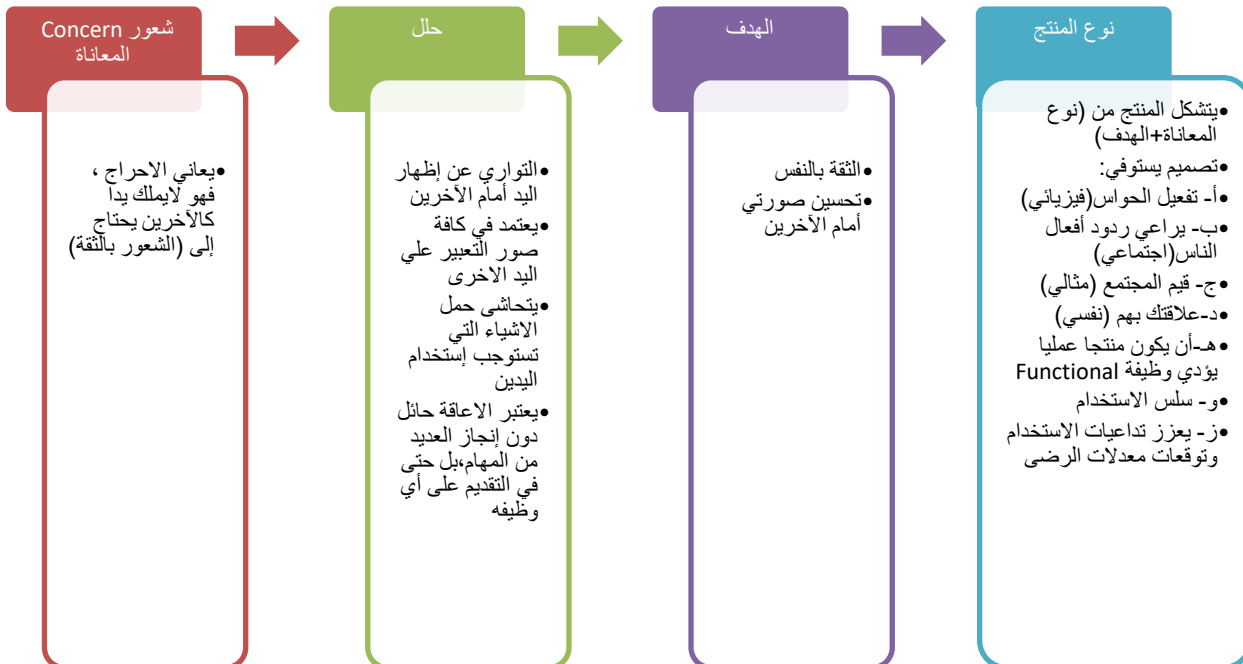 شعور Concern
المعاناة
يعاني الاحراج ،
فهو لايملك يدا
كالآخرين يحتاج
إلى (الشعور بالثقة)
حلل
التواري عن إظهار
اليد أمام الآخرين
يعتمد في كافة
صور التعبير علي
اليد الاخرى
يتحاشى حمل
الاشياء التي
تستوجب إستخدام
اليدين
يعتبر الاعاقة حائل
دون إنجاز العديد
من المهام،بل حتى
في التقديم على أي
وظيفه
الهدف
الثقة بالنفس
تحسين صورتي
أمام الآخرين
نوع المنتج
يتشكل المنتج من (نوع
المعاناة+الهدف)
تصميم يستوفي:
أ- تفعيل الحواس(فيزيائي)
ب- يراعي ردود أفعال
الناس(اجتماعي)
ج- قيم المجتمع (مثالي)
د-علاقتك بهم (نفسي)
هـ-أن يكون منتجا عمليا
يؤدي وظيفة Functional
و- سلس الاستخدام
ز- يعزز تداعيات الاستخدام
وتوقعات معدلات الرضى